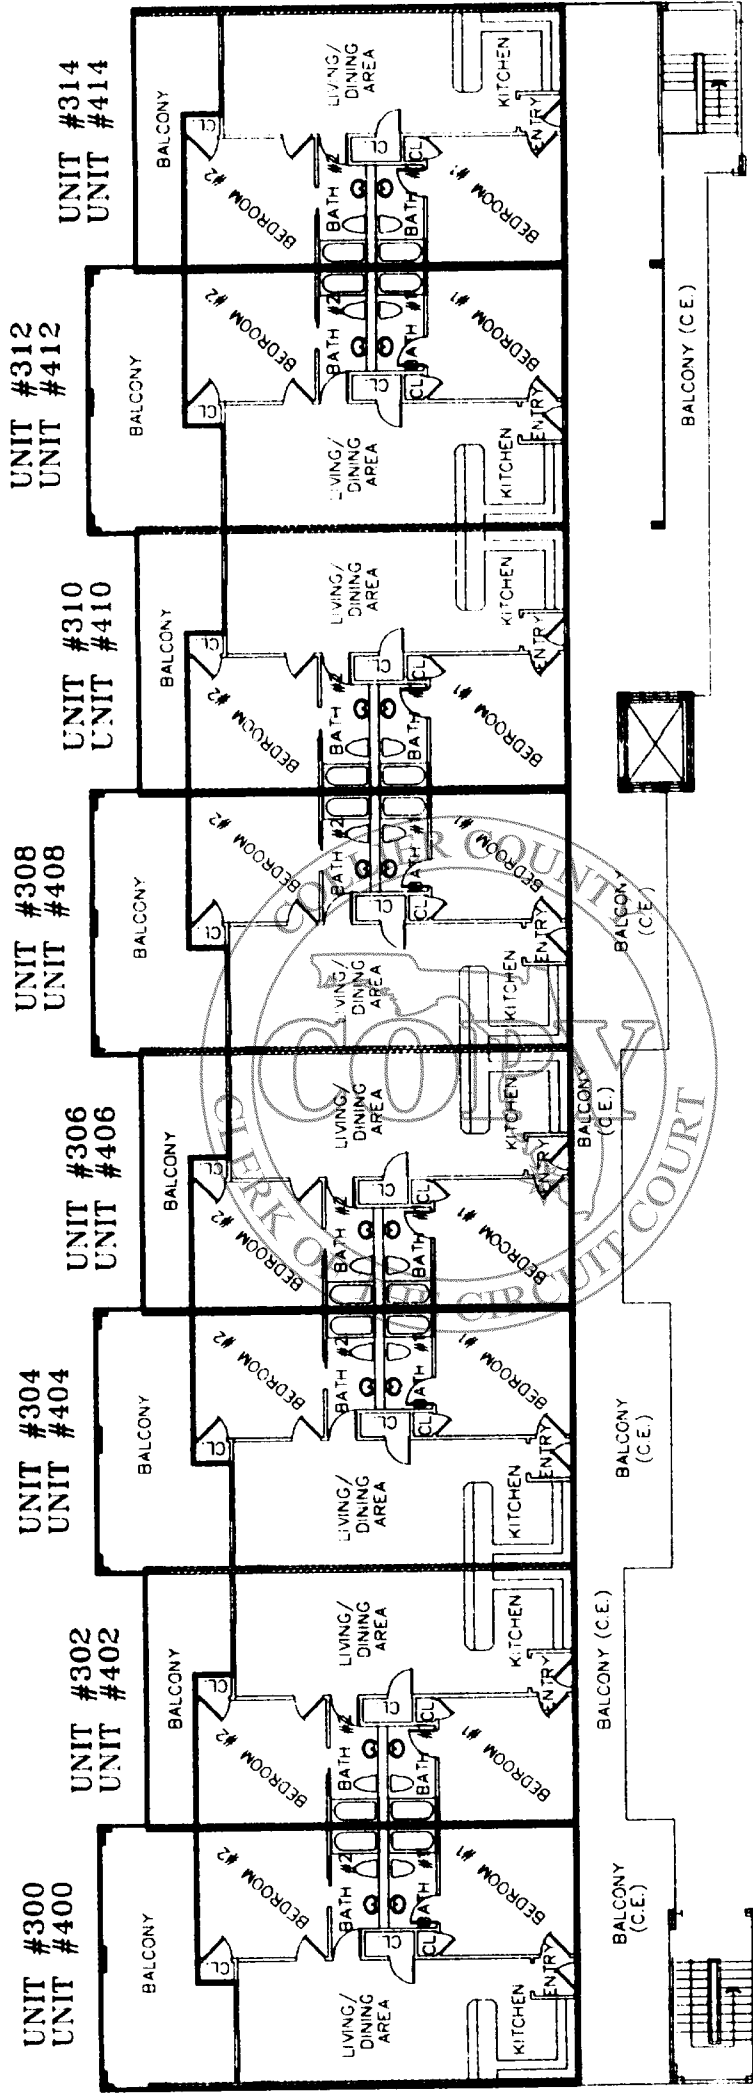 UNIT #300
UNIT #400
BALCONY
CL
BEDROOM #2
BATH #2
LIVING/
DINING
AREA
CL
CL
BATH #1
BEDROOM #1
KITCHEN
ENTRY
BALCONY
(C.E.)
UNIT #302
UNIT #402
BALCONY
CL
BEDROOM #2
BATH #2
LIVING/
DINING
AREA
CL
CL
BATH
BEDROOM #1
KITCHEN
ENTRY
BALCONY (C.E.)
UNIT #304
UNIT #404
BALCONY
CL
BEDROOM #2
BATH #2
LIVING/
DINING
AREA
CL
CL
BATH #1
BEDROOM #1
KITCHEN
ENTRY
BALCONY
(C.E.)
UNIT #306
UNIT #406
BALCONY
CL
BEDROOM #2
BATH #2
LIVING/
DINING
AREA
CL
CL
BATH
BEDROOM #1
KITCHEN
ENTRY
BALCONY
(C.E.)
UNIT #308
UNIT #408
BALCONY
CL
BEDROOM #2
BATH #2
LIVING/
DINING
AREA
CL
CL
BATH #1
BEDROOM #1
KITCHEN
ENTRY
BALCONY
(C.E.)
UNIT #310
UNIT #410
BALCONY
CL
BEDROOM #2
BATH #2
LIVING/
DINING
AREA
CL
CL
BATH
BEDROOM #1
KITCHEN
ENTRY
UNIT #312
UNIT #412
BALCONY
CL
BEDROOM #2
BATH #2
LIVING/
DINING
AREA
CL
CL
BATH #1
BEDROOM #1
KITCHEN
ENTRY
BALCONY (C.E.)
UNIT #314
UNIT #414
BALCONY
CL
BEDROOM #2
BATH #2
LIVING/
DINING
AREA
CL
CL
BATH
BEDROOM #1
KITCHEN
ENTRY
COLLIER COUNTY
COPY
CLERK OF THE CIRCUIT COURT